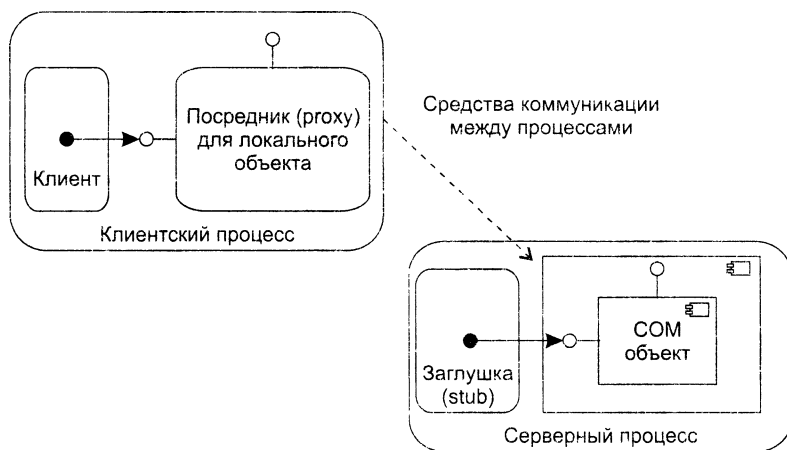 Посредник (proxy)
для локального
объекта
Клиент
Клиентский процесс
Средства коммуникации
между процессами
COM
объект
Заглушка
(stub)
Серверный процесс